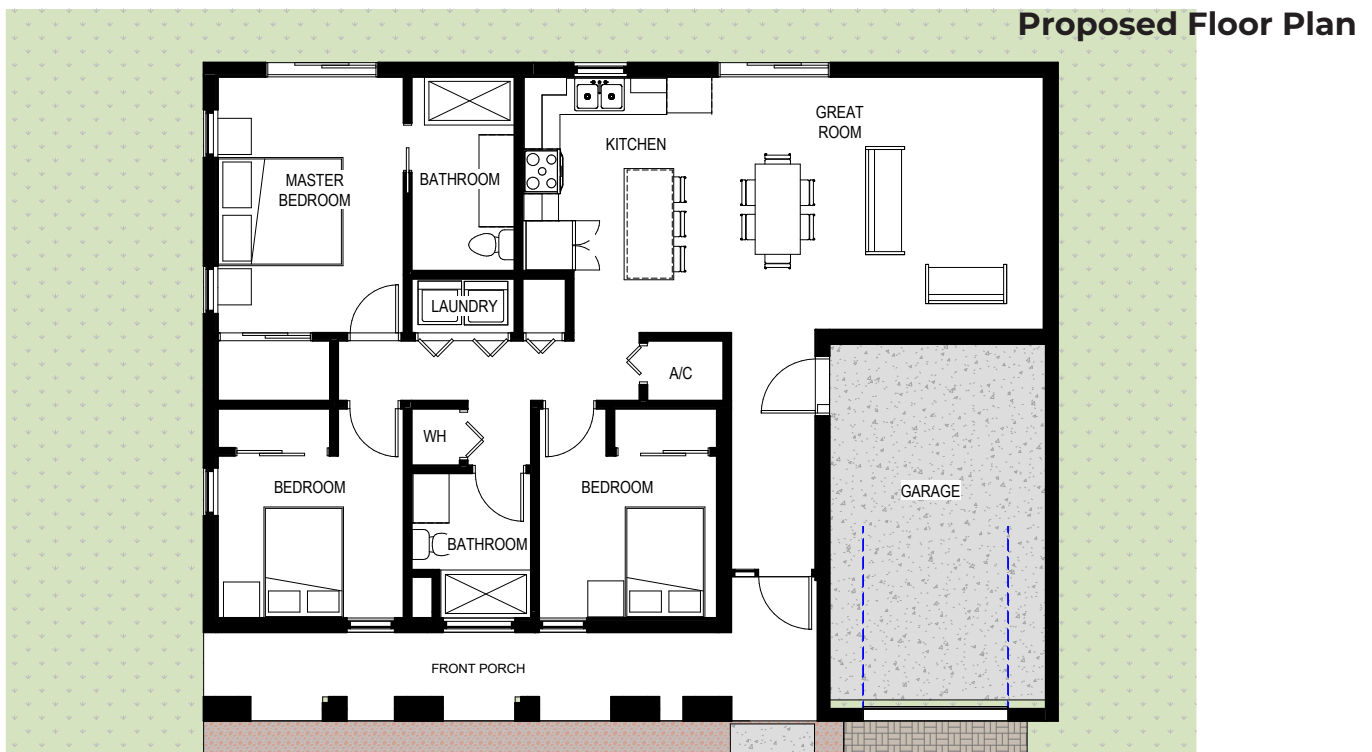 Proposed Floor Plan
GREAT
ROOM
KITCHEN
MASTER
BEDROOM
BATHROOM
LAUNDRY
A/C
WH
BEDROOM
BEDROOM
GARAGE
BATHROOM
FRONT PORCH